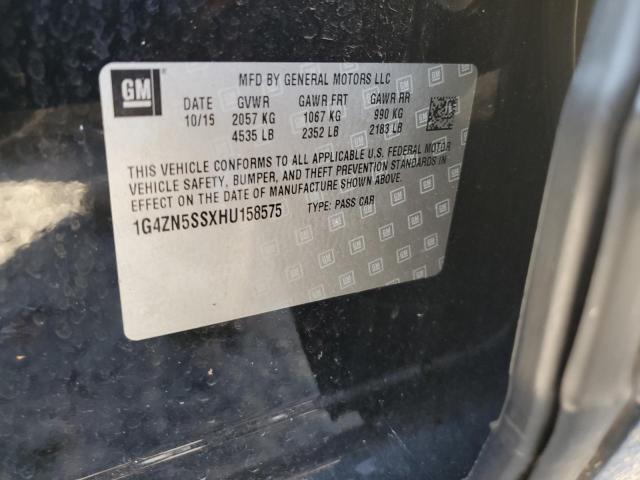 GM
MFD BY GENERAL MOTORS LLC
DATE GVWR GAWR FRT GAWR RR
10/15 2057 KG 1067 KG 990 KG
4535 LB 2352 LB 2183 LB
THIS VEHICLE CONFORMS TO ALL APPLICABLE U.S. FEDERAL MOTOR
VEHICLE SAFETY, BUMPER, AND THEFT PREVENTION STANDARDS IN
EFFECT ON THE DATE OF MANUFACTURE SHOWN ABOVE.
1G4ZN5SSXHU158575 TYPE: PASS CAR